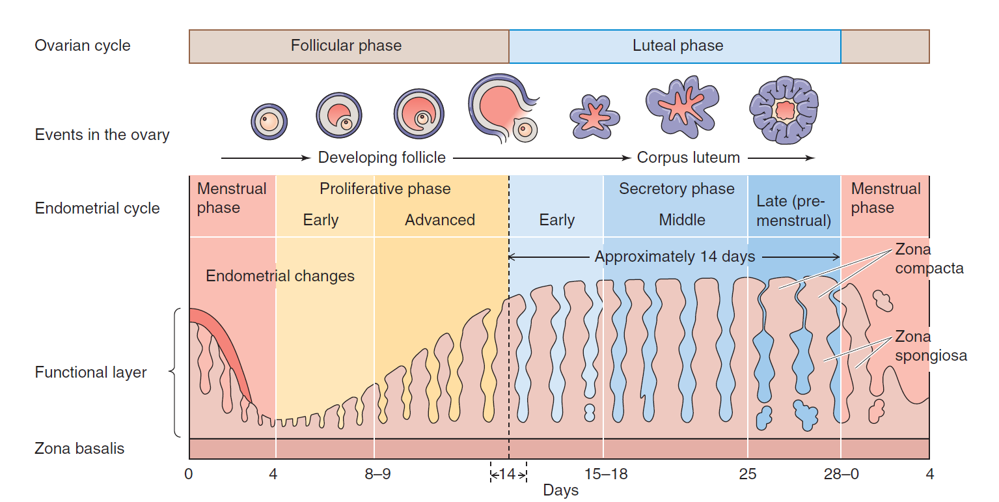 Ovarian cycle
Follicular phase
Luteal phase
Events in the ovary
Developing follicle
Corpus luteum
Endometrial cycle
Menstrual
phase
Proliferative phase
Early
Advanced
Secretory phase
Early
Middle
Late (pre-
menstrual)
Menstrual
phase
Approximately 14 days
Endometrial changes
Zona
compacta
Zona
spongiosa
Functional layer
Zona basalis
0
4
8–9
14
15–18
25
28–0
4
Days